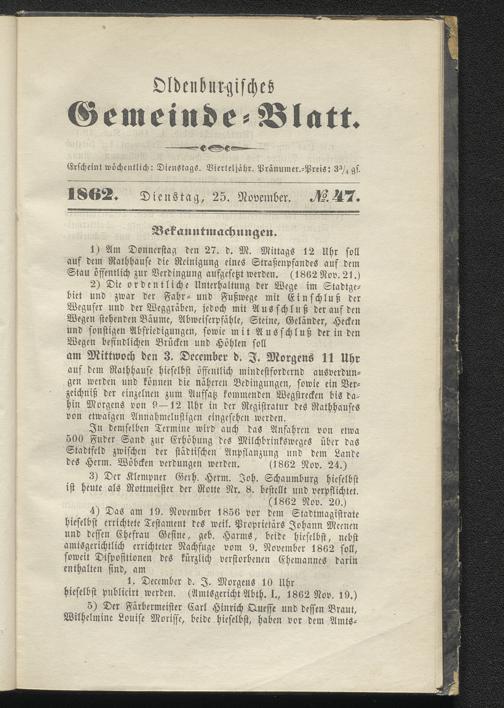 Oldenburgisches
Gemeinde-Blatt.
Erscheint wöchentlich: Dienstags. Vierteljähr. Pränumer.-Preis: 3¾ gſ.
1862. Dienstag, 25. November. №. 47.
Bekanntmachungen.
1) Am Donnerstag den 27. d. M. Mittags 12 Uhr soll
auf dem Rathhause die Reinigung eines Straßenpfandes auf dem
Stau öffentlich zur Verdingung aufgesetzt werden. (1862 Nov. 21.)
2) Die ordentliche Unterhaltung der Wege im Stadtge-
biet und zwar der Fahr- und Fußwege mit Einschluß der
Wegufer und der Weggräben, jedoch mit Ausschluß der auf den
Wegen stehenden Bäume, Abweiserpfähle, Steine, Geländer, Hecken
und sonstigen Abfriedigungen, sowie mit Ausschluß der in den
Wegen befindlichen Brücken und Höhlen soll
am Mittwoch den 3. December d. J. Morgens 11 Uhr
auf dem Rathhause hieselbst öffentlich mindestfordernd ausverdun-
gen werden und können die näheren Bedingungen, sowie ein Ver-
zeichniß der einzelnen zum Aufsatz kommenden Wegstrecken bis da-
hin Morgens von 9—12 Uhr in der Registratur des Rathhauses
von etwaigen Annahmelustigen eingesehen werden.
In demselben Termine wird auch das Anfahren von etwa
500 Fuder Sand zur Erhöhung des Milchbrinksweges über das
Stadtfeld zwischen der städtischen Anpflanzung und dem Lande
des Herm. Wöbcken verdungen werden. (1862 Nov. 24.)
3) Der Klempner Gerh. Herm. Joh. Schaumburg hieselbst
ist heute als Rottmeister der Rotte Nr. 8. bestellt und verpflichtet.
(1862 Nov. 20.)
4) Das am 19. November 1856 vor dem Stadtmagistrate
hieselbst errichtete Testament des weil. Proprietärs Johann Meenen
und dessen Ehefrau Gesine, geb. Harms, beide hieselbst, nebst
amtsgerichtlich errichteter Nachfuge vom 9. November 1862 soll,
soweit Dispositionen des kürzlich verstorbenen Ehemannes darin
enthalten sind, am
1. December d. J. Morgens 10 Uhr
hieselbst publicirt werden. (Amtsgericht Abth. I., 1862 Nov. 19.)
5) Der Färbermeister Carl Hinrich Quesse und dessen Braut,
Wilhelmine Louise Morisse, beide hieselbst, haben vor dem Amts-